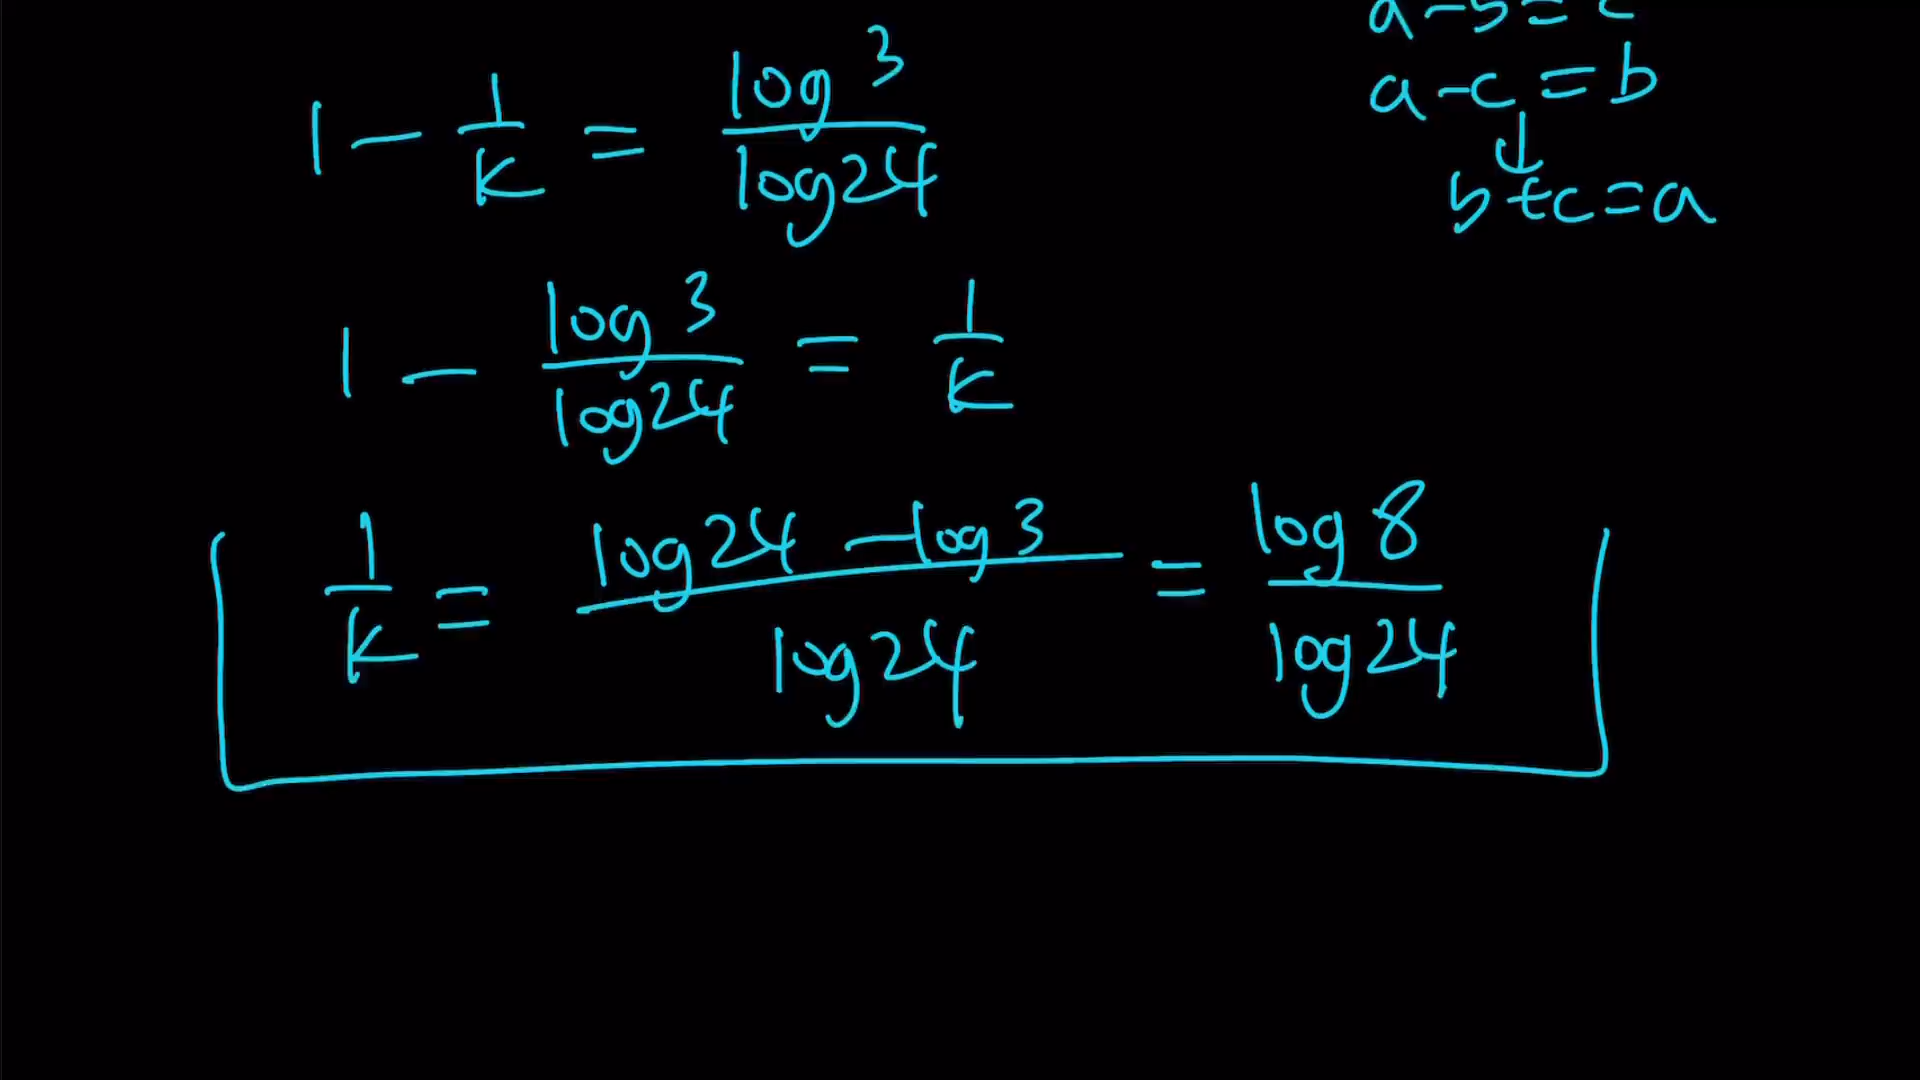 a-b=c
a-c=b
↓
b+c=a
1 - 1/k = log 3/log 24
1 - log 3/log 24 = 1/k
1/k = (log 24 - log 3)/log 24 = log 8/log 24